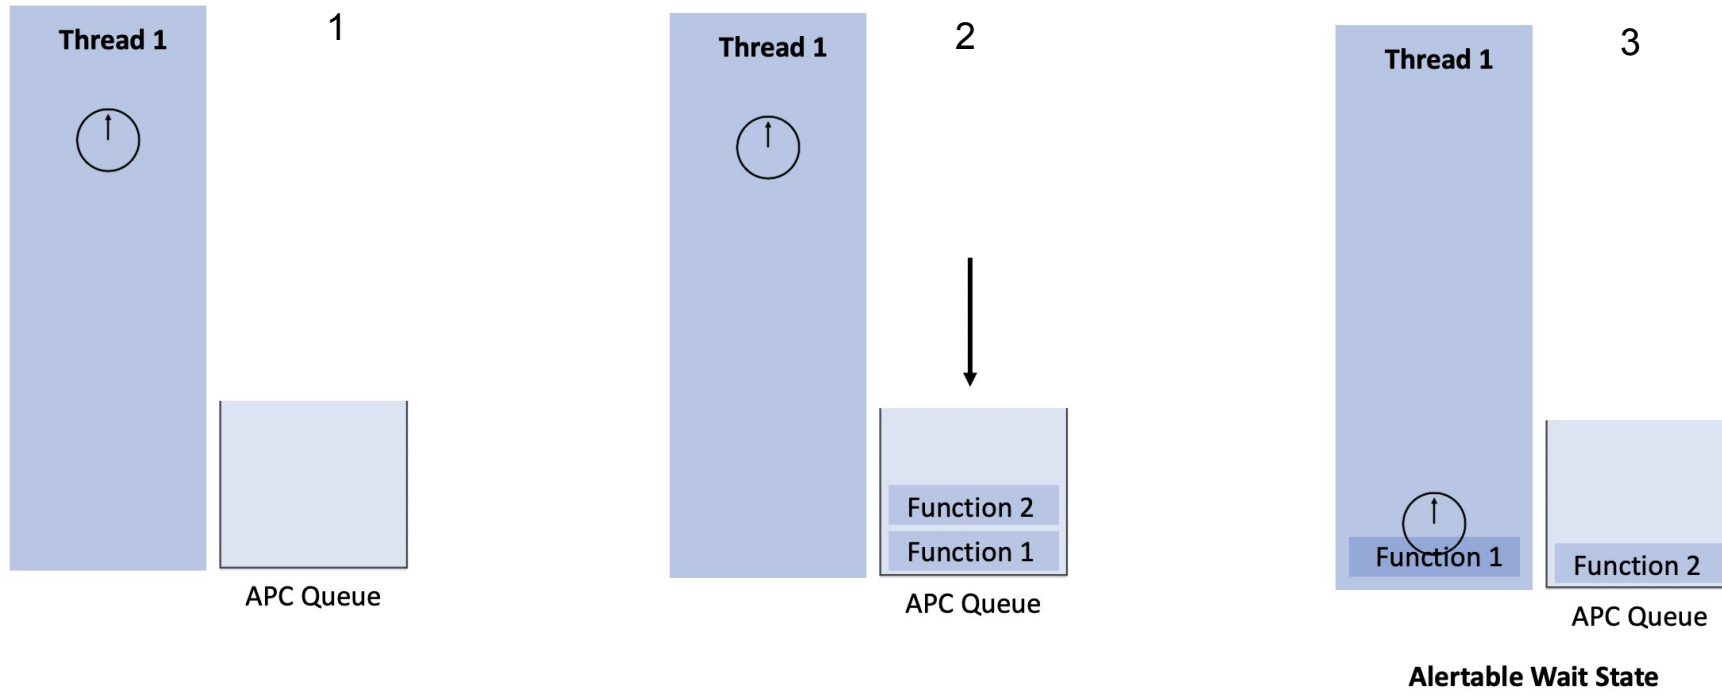 Thread 1
1
APC Queue
Thread 1
2
Function 2
Function 1
APC Queue
Thread 1
3
Function 1
Function 2
APC Queue
Alertable Wait State